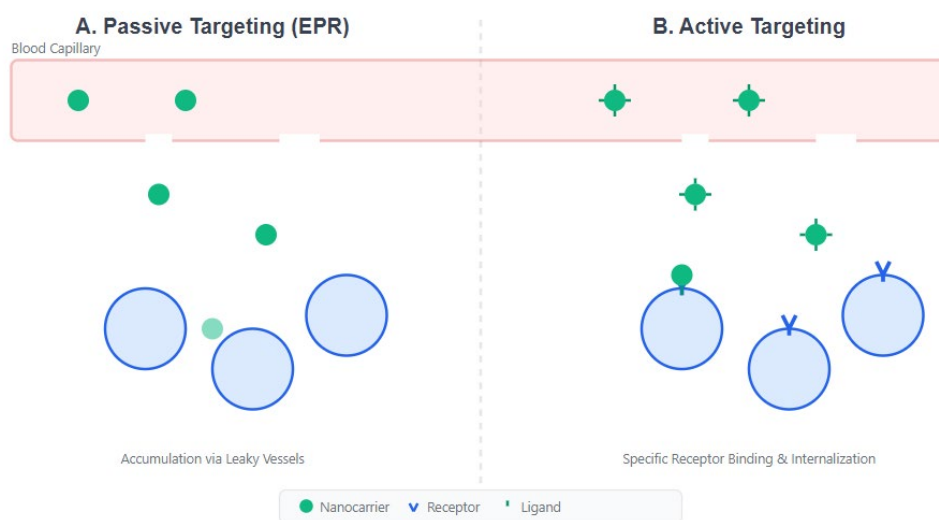 A. Passive Targeting (EPR)
B. Active Targeting
Blood Capillary
Accumulation via Leaky Vessels
Specific Receptor Binding & Internalization
Nanocarrier Receptor Ligand